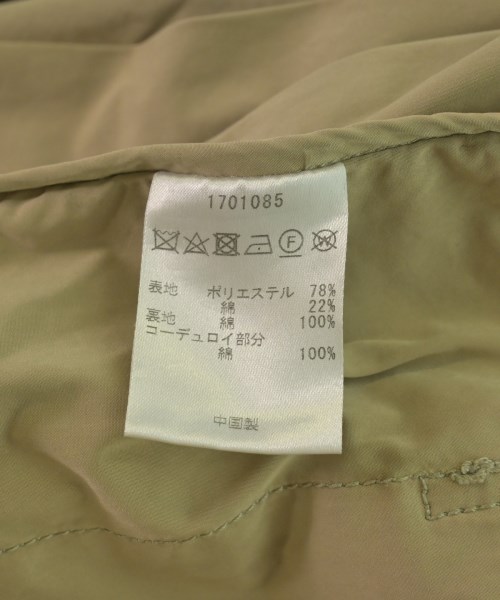 1701085
F W
表地 ポリエステル 78%
綿 22%
裏地 綿 100%
コーデュロイ部分
綿 100%
中国製